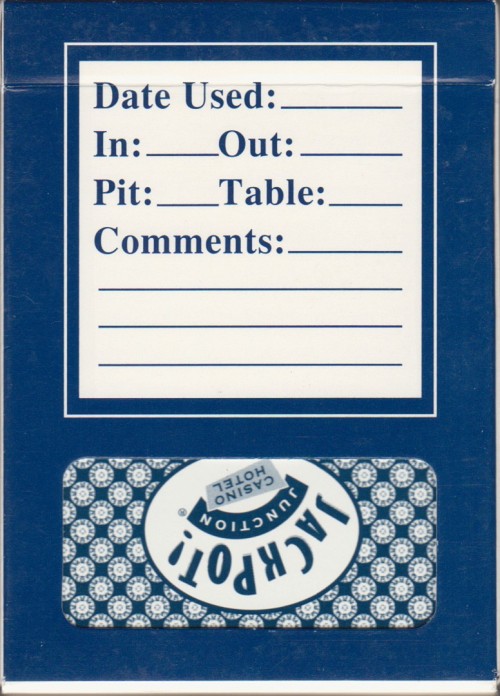 Date Used:
In: Out:
Pit: Table:
Comments:
JACKPOT!
JUNCTION®
CASINO
HOTEL